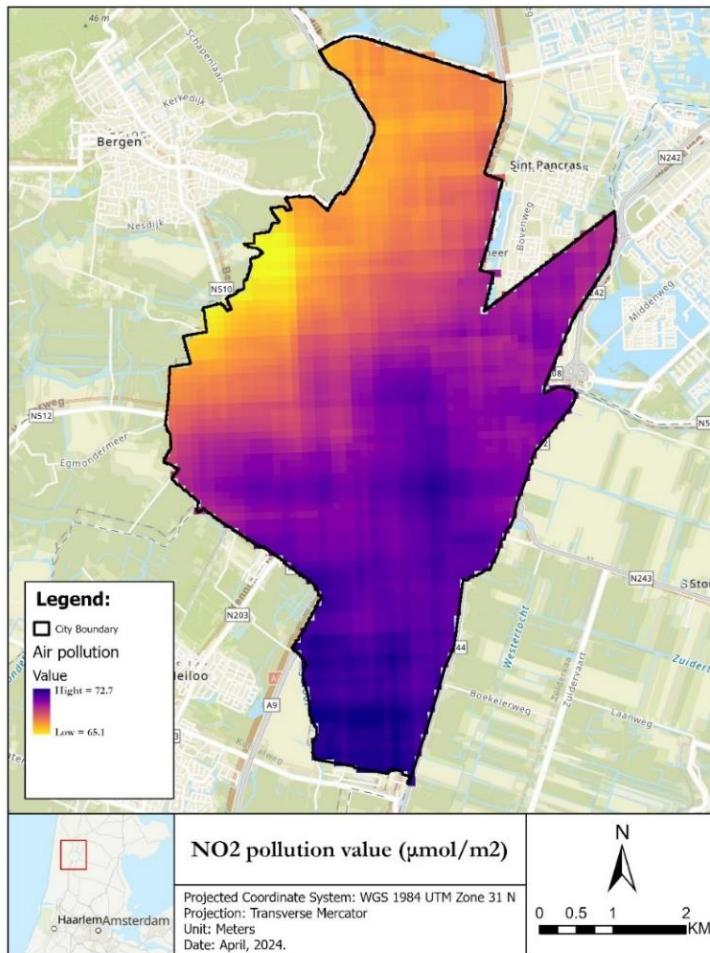 46 m
Schapenlaan
Kerkedijk
Bergen
Nesdijk
N510
N512
Egmondermeer
Sint Pancras
Bovenweg
N242
Middenweg
N243
Westertocht
Zuidervaart
Boekelerweg
Laanweg
N203
A9
44
Legend:
City Boundary
Air pollution
Value
Hight = 72.7
Low = 65.1
Haarlem
Amsterdam
NO2 pollution value (µmol/m2)
Projected Coordinate System: WGS 1984 UTM Zone 31 N
Projection: Transverse Mercator
Unit: Meters
Date: April, 2024.
N
0 0.5 1 2
KM